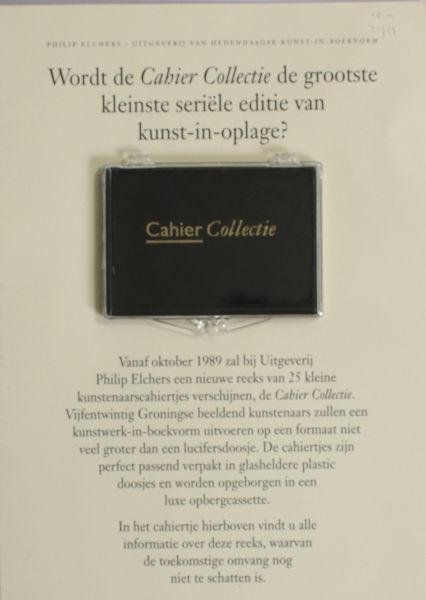 PHILIP ELCHERS - UITGEVERIJ VAN HEDENDAAGSE KUNST-IN-BOEKVORM
Wordt de Cahier Collectie de grootste
kleinste seriële editie van
kunst-in-oplage?
Cahier Collectie
Vanaf oktober 1989 zal bij Uitgeverij
Philip Elchers een nieuwe reeks van 25 kleine
kunstenaarscahiertjes verschijnen, de Cahier Collectie.
Vijfentwintig Groningse beeldend kunstenaars zullen een
kunstwerk-in-boekvorm uitvoeren op een formaat niet
veel groter dan een lucifersdoosje. De cahiertjes zijn
perfect passend verpakt in glasheldere plastic
doosjes en worden opgeborgen in een
luxe opbergcassette.
In het cahiertje hierboven vindt u alle
informatie over deze reeks, waarvan
de toekomstige omvang nog
niet te schatten is.